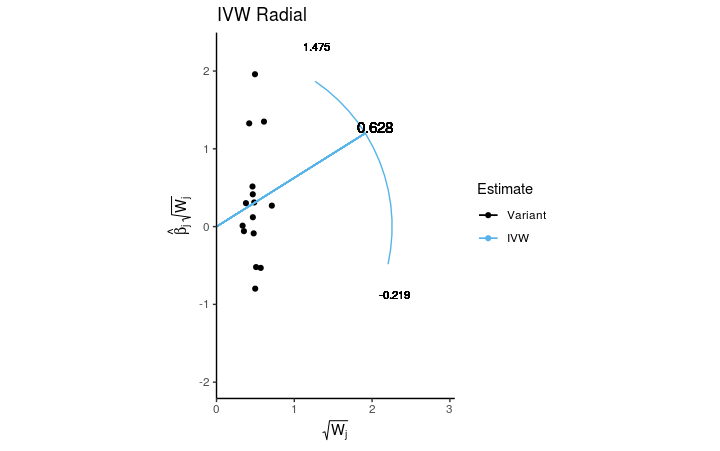 IVW Radial
1.475
0.628
-0.219
2
1
0
-1
-2
β̂j√Wj
0 1 2 3
√Wj
Estimate
Variant
IVW